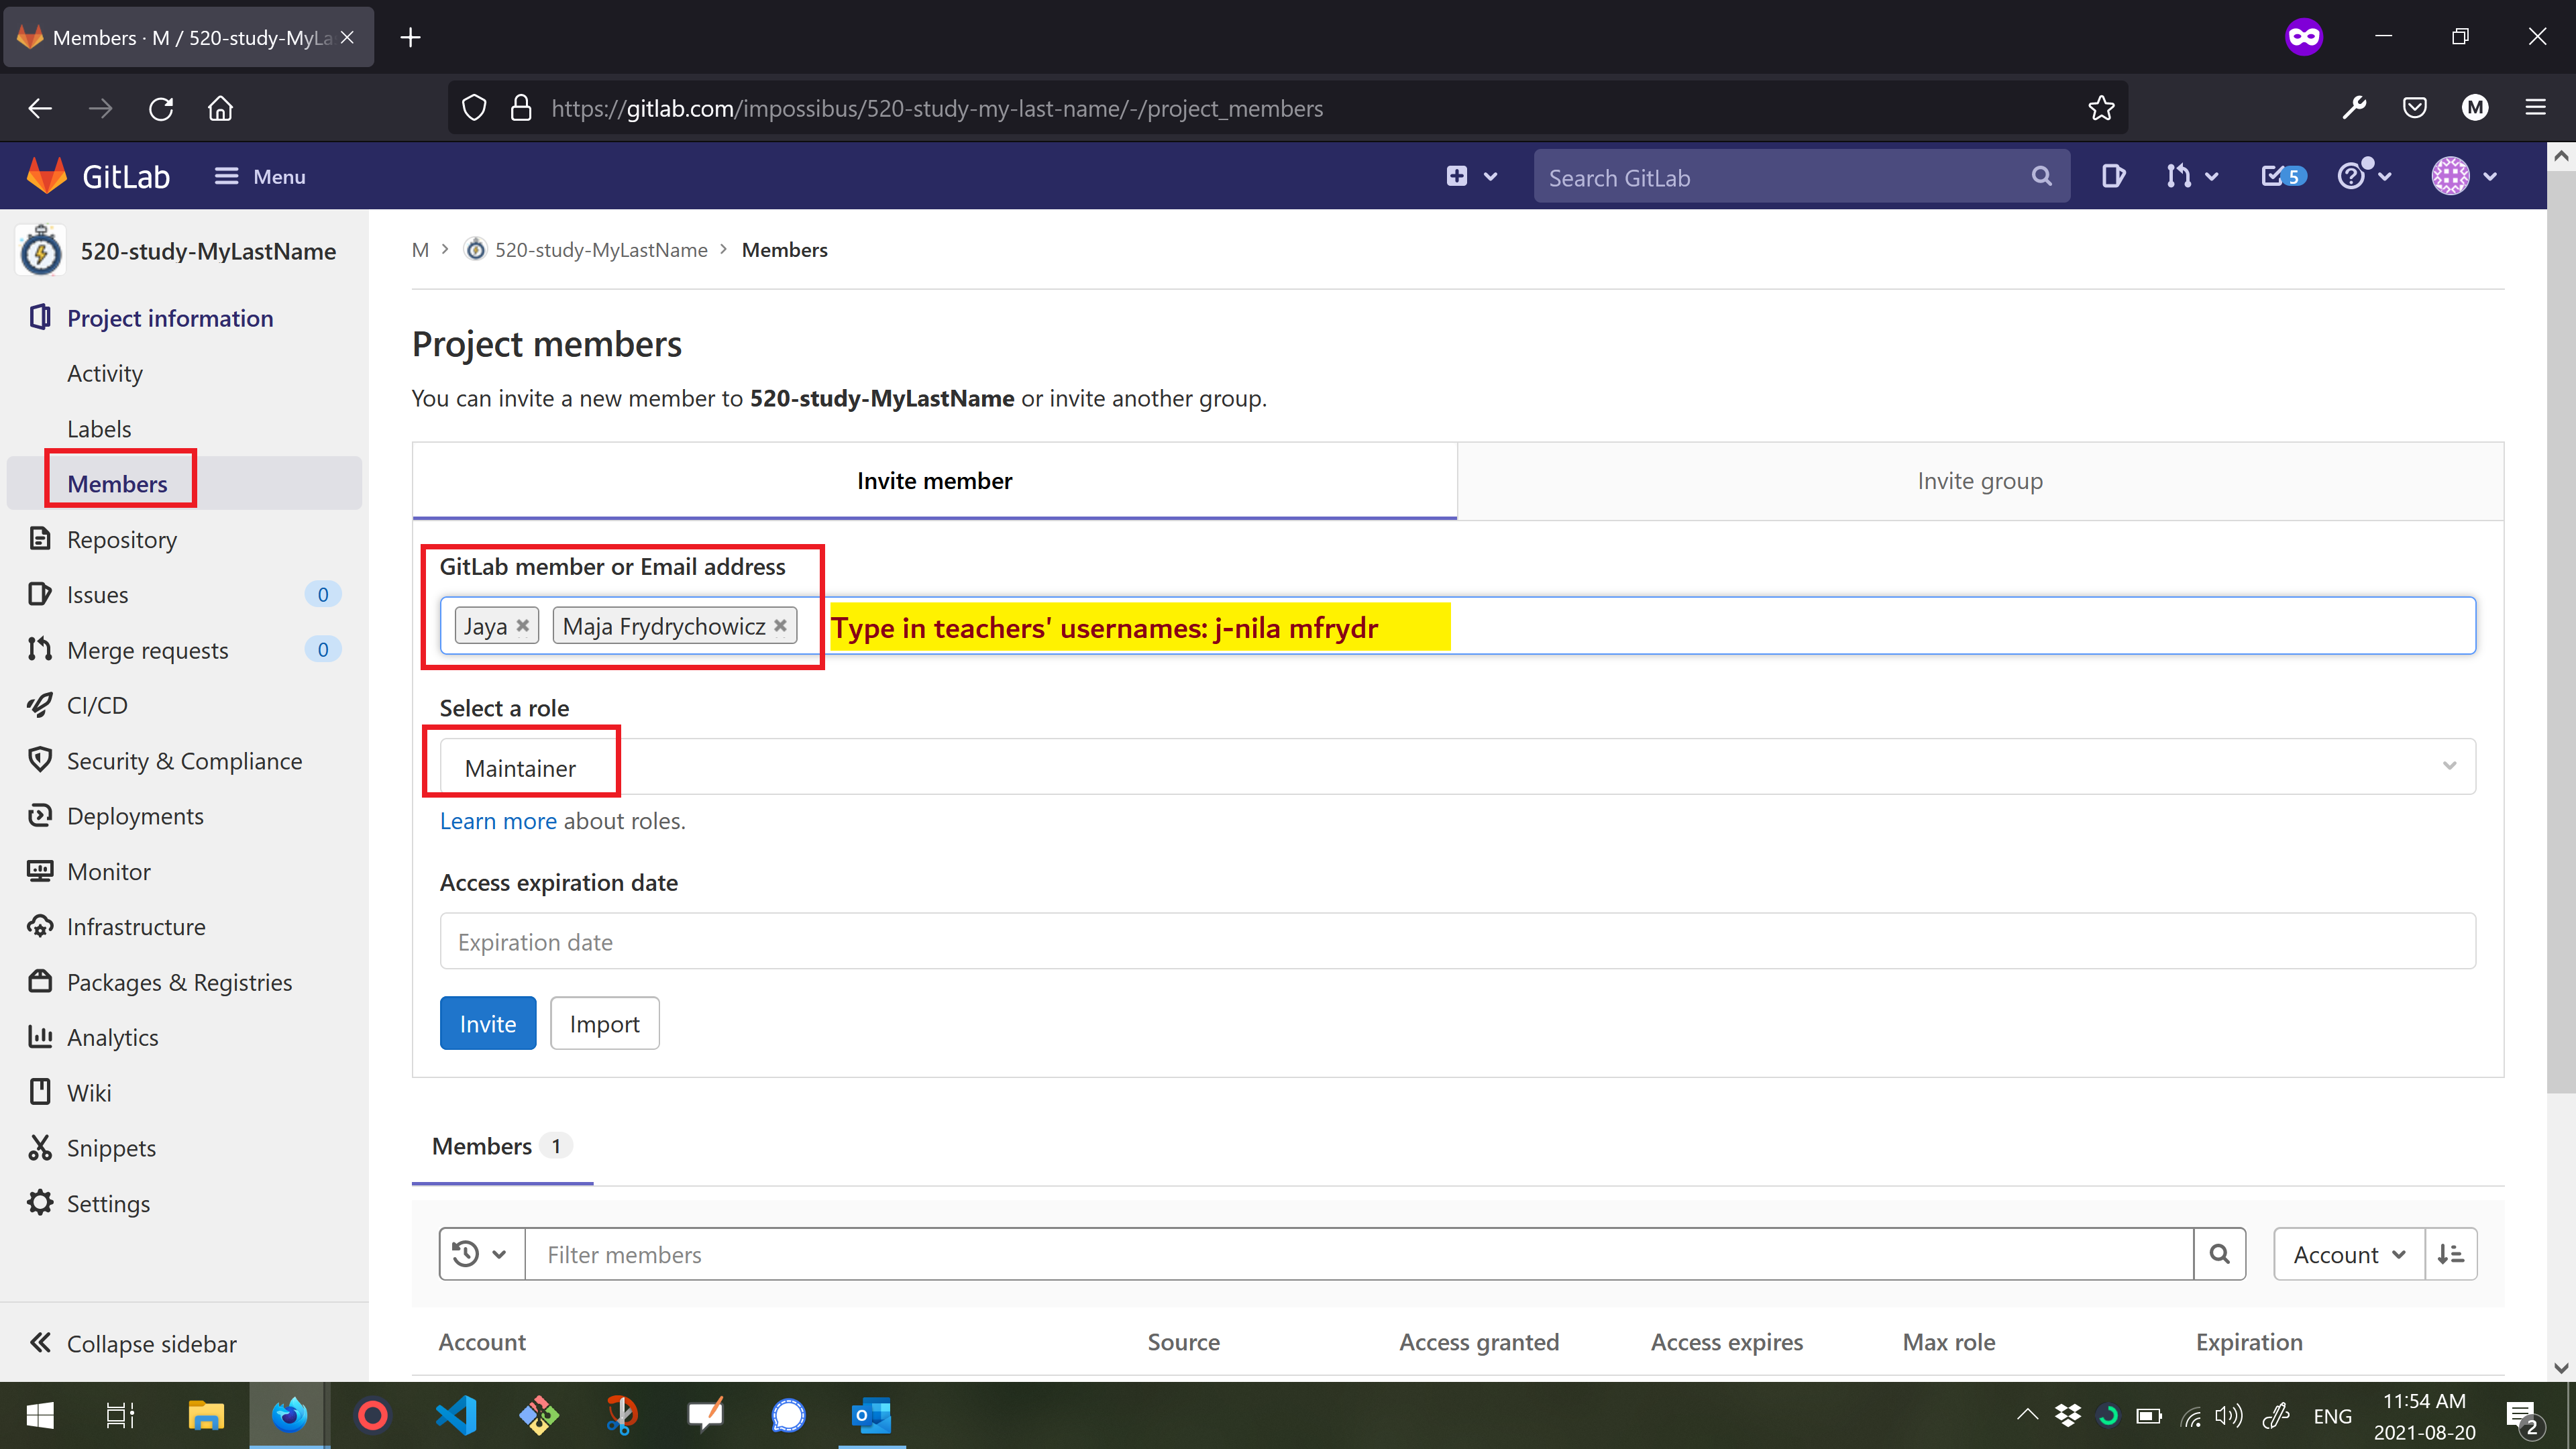 Members · M / 520-study-MyLa
https://gitlab.com/impossibus/520-study-my-last-name/-/project_members
M
GitLab
Menu
Search GitLab
5
520-study-MyLastName
Project information
Activity
Labels
Members
Repository
Issues 0
Merge requests 0
CI/CD
Security & Compliance
Deployments
Monitor
Infrastructure
Packages & Registries
Analytics
Wiki
Snippets
Settings
Collapse sidebar
M > 520-study-MyLastName > Members
Project members
You can invite a new member to 520-study-MyLastName or invite another group.
Invite member
Invite group
GitLab member or Email address
Jaya × Maja Frydrychowicz × Type in teachers' usernames: j-nila mfrydr
Select a role
Maintainer
Learn more about roles.
Access expiration date
Expiration date
Invite Import
Members 1
Filter members
Account
Account Source Access granted Access expires Max role Expiration
ENG
11:54 AM
2021-08-20
2